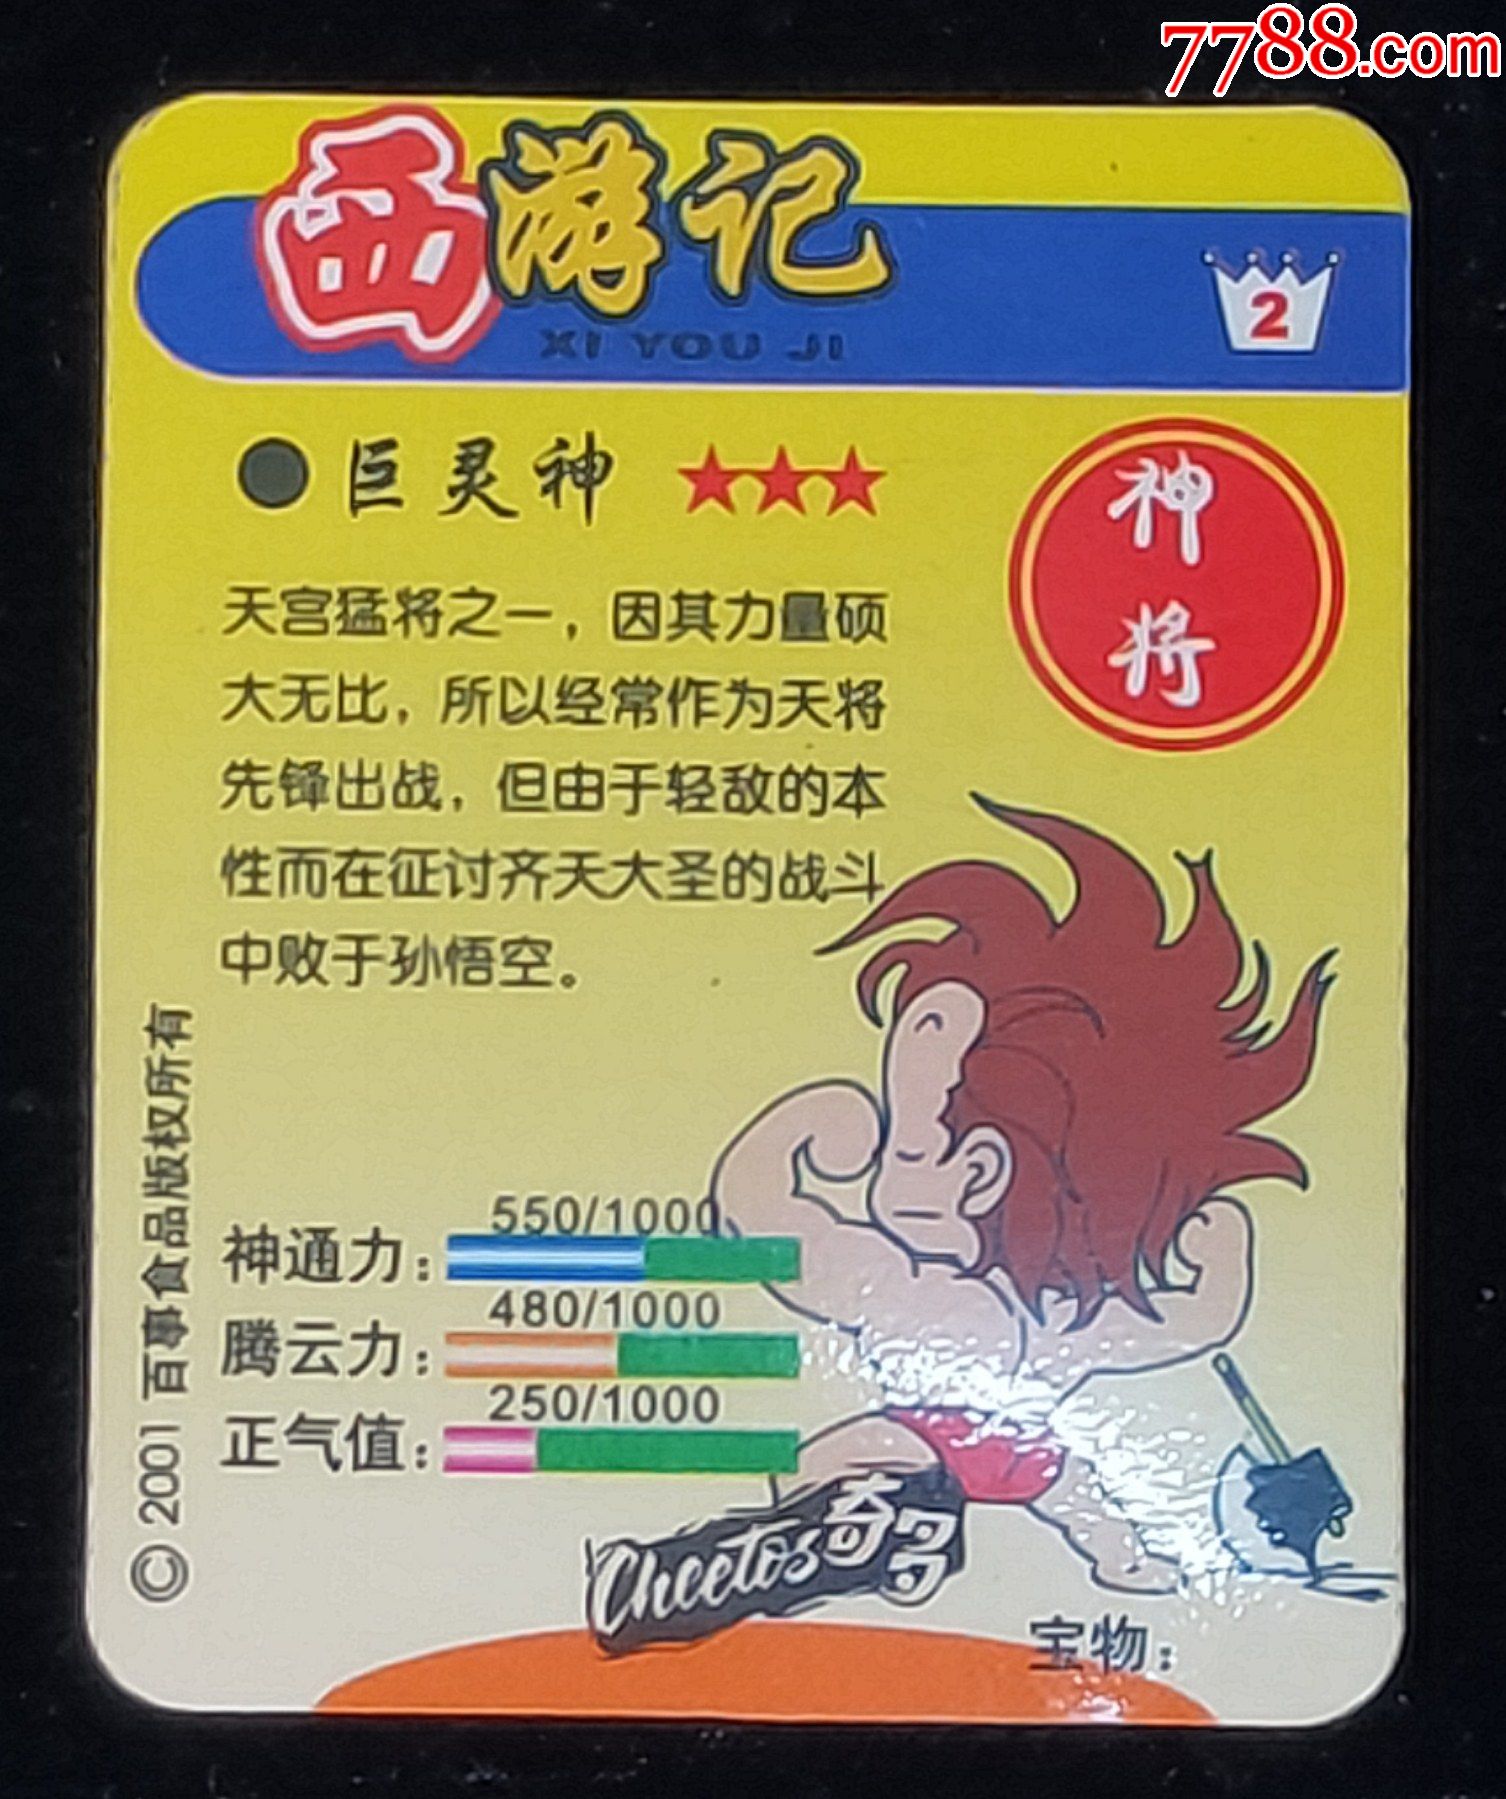 7788.com
西游记
XI YOU JI
2
●巨灵神 ★★★
神
将
天宫猛将之一，因其力量硕
大无比，所以经常作为天将
先锋出战，但由于轻敌的本
性而在征讨齐天大圣的战斗
中败于孙悟空。
550/1000
神通力：
480/1000
腾云力：
250/1000
正气值：
Cheetos奇多
宝物：
© 2001 百事食品版权所有